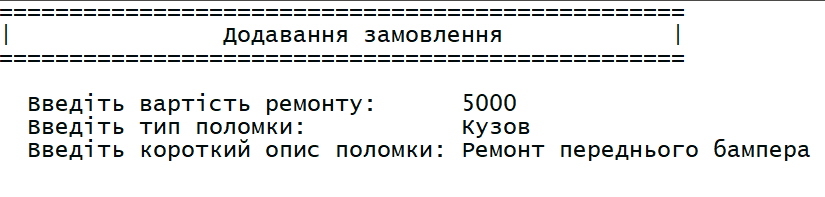 ==================================================
| Додавання замовлення |
==================================================
Введіть вартість ремонту: 5000
Введіть тип поломки: Кузов
Введіть короткий опис поломки: Ремонт переднього бампера